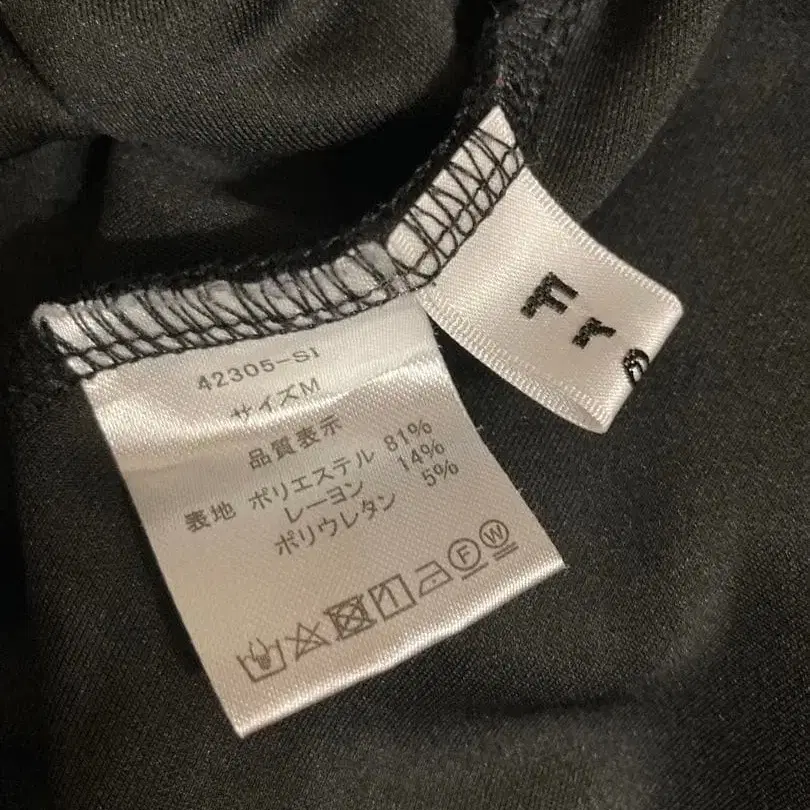 42305-SI
サイズM
品質表示
表地 ポリエステル 81%
レーヨン 14%
ポリウレタン 5%
F W
Fr